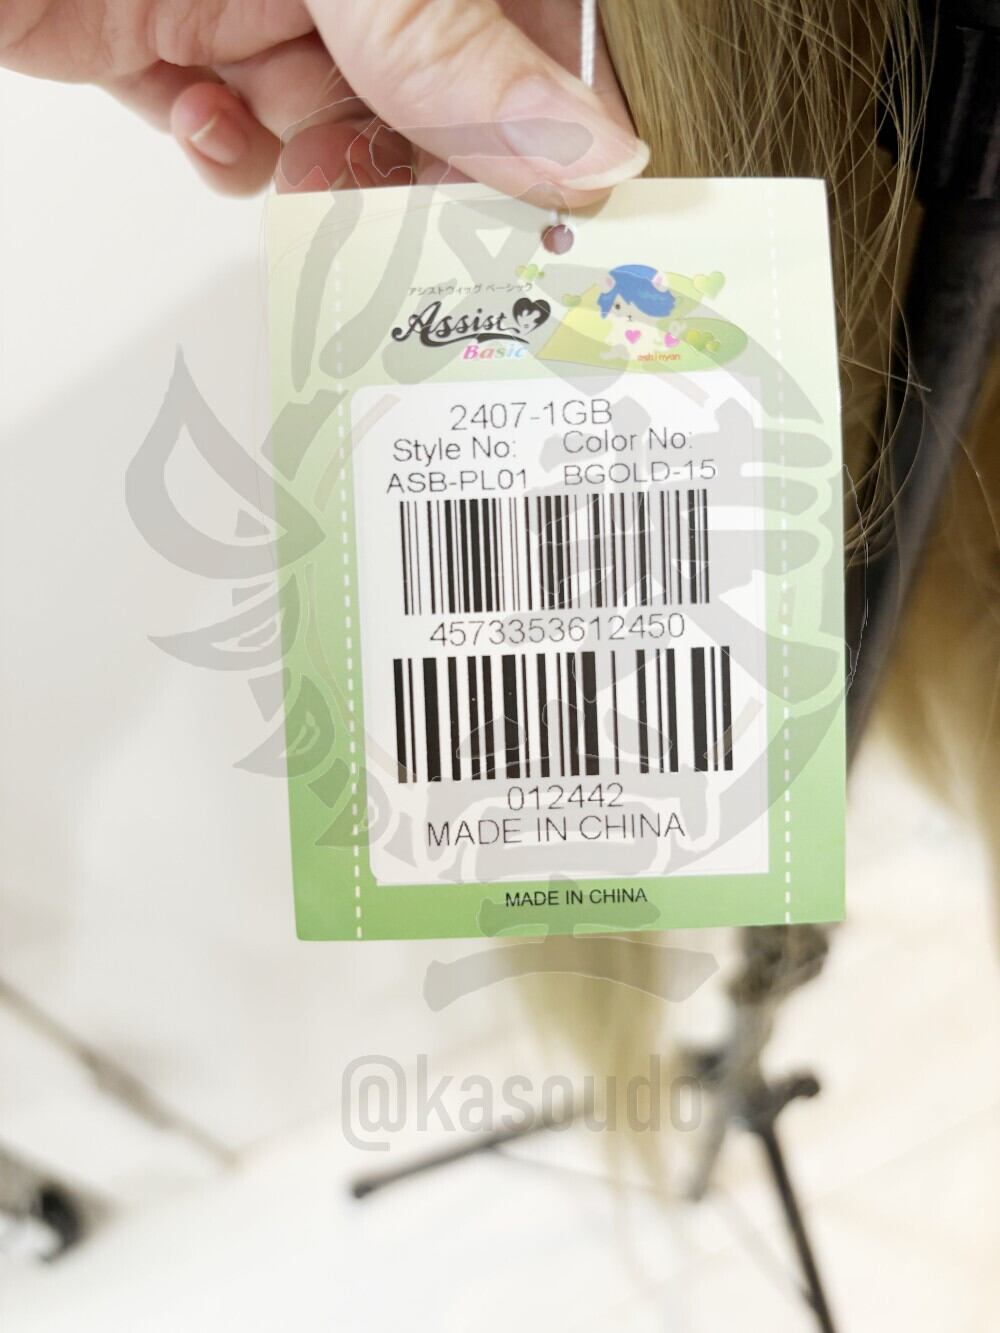 アシストウィッグ ベーシック
Assist
Basic
ashinyan
2407-1GB
Style No: Color No:
ASB-PL01 BGOLD-15
4573353612450
012442
MADE IN CHINA
MADE IN CHINA
@kasoudo